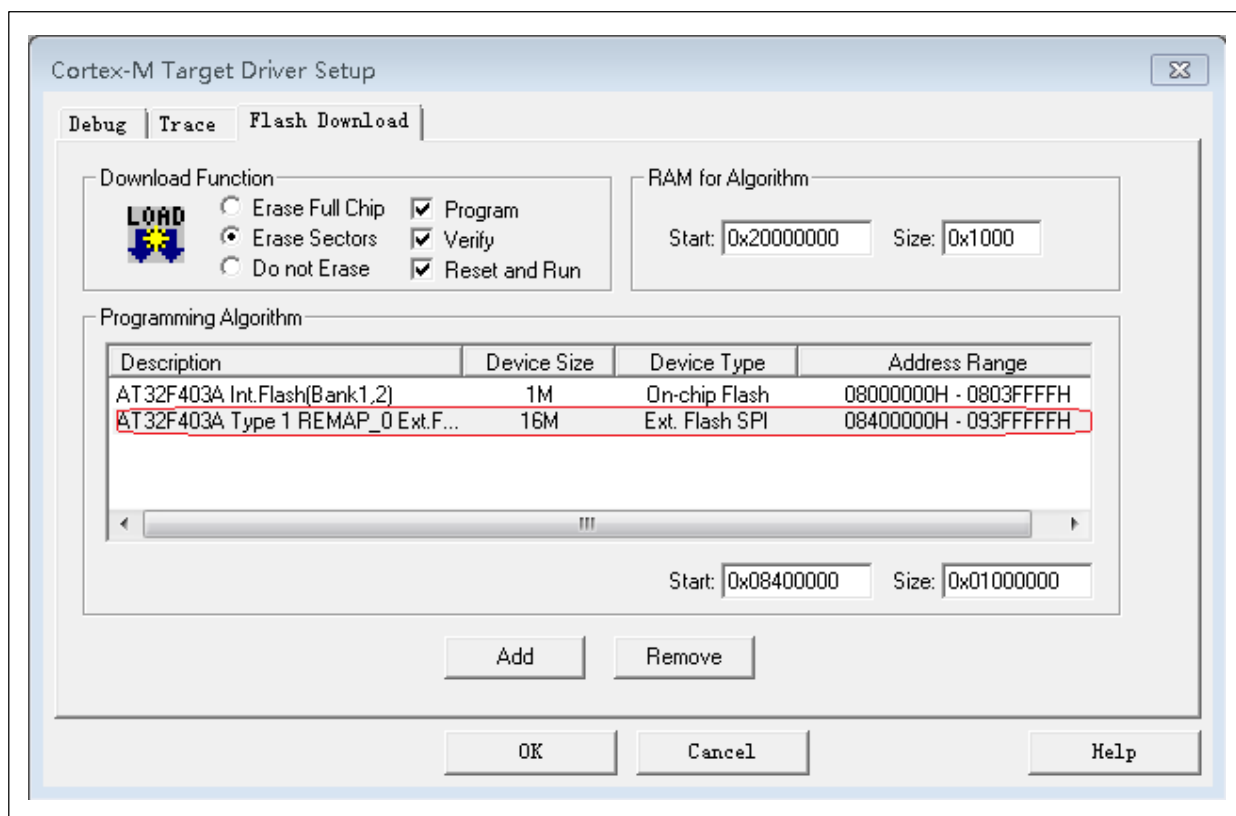 Cortex-M Target Driver Setup
Debug Trace Flash Download
Download Function
LOAD
Erase Full Chip Program
Erase Sectors Verify
Do not Erase Reset and Run
RAM for Algorithm
Start: 0x20000000 Size: 0x1000
Programming Algorithm
Description Device Size Device Type Address Range
AT32F403A Int.Flash(Bank1,2) 1M On-chip Flash 08000000H - 0803FFFFH
AT32F403A Type 1 REMAP_0 Ext.F... 16M Ext. Flash SPI 08400000H - 093FFFFFH
Start: 0x08400000 Size: 0x01000000
Add Remove
OK Cancel Help